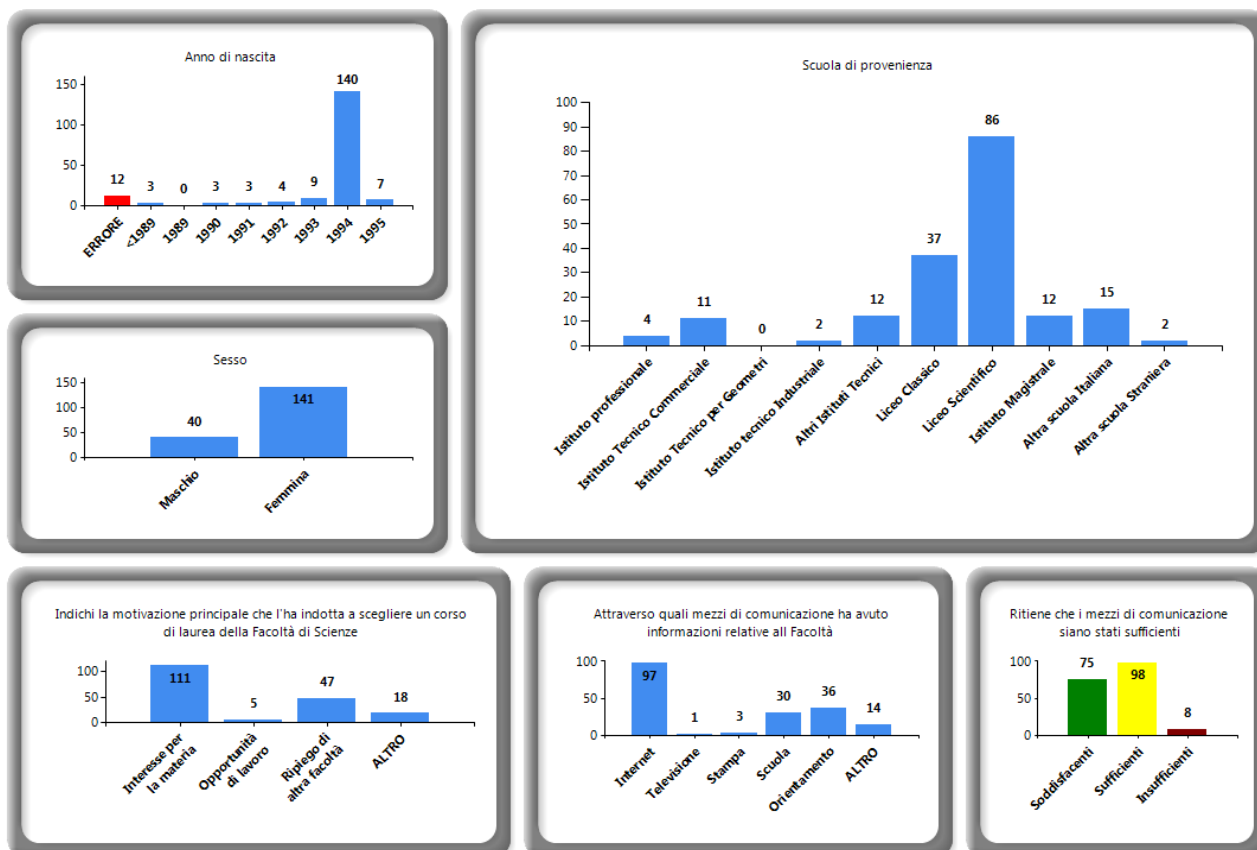 Anno di nascita
150
100
50
0
12
3
0
3
3
4
9
140
7
ERRORE
<1989
1989
1990
1991
1992
1993
1994
1995
Scuola di provenienza
100
90
80
70
60
50
40
30
20
10
0
4
11
0
2
12
37
86
12
15
2
Istituto professionale
Istituto Tecnico Commerciale
Istituto Tecnico per Geometri
Istituto tecnico Industriale
Altri Istituti Tecnici
Liceo Classico
Liceo Scientifico
Istituto Magistrale
Altra scuola Italiana
Altra scuola Straniera
Sesso
150
100
50
0
40
141
Maschio
Femmina
Indichi la motivazione principale che l'ha indotta a scegliere un corso
di laurea della Facoltà di Scienze
100
50
0
111
5
47
18
Interesse per
la materia
Opportunità
di lavoro
Ripiego di
altra facoltà
ALTRO
Attraverso quali mezzi di comunicazione ha avuto
informazioni relative all Facoltà
100
50
0
97
1
3
30
36
14
Internet
Televisione
Stampa
Scuola
Orientamento
ALTRO
Ritiene che i mezzi di comunicazione
siano stati sufficienti
100
50
0
75
98
8
Soddisfacenti
Sufficienti
Insufficienti